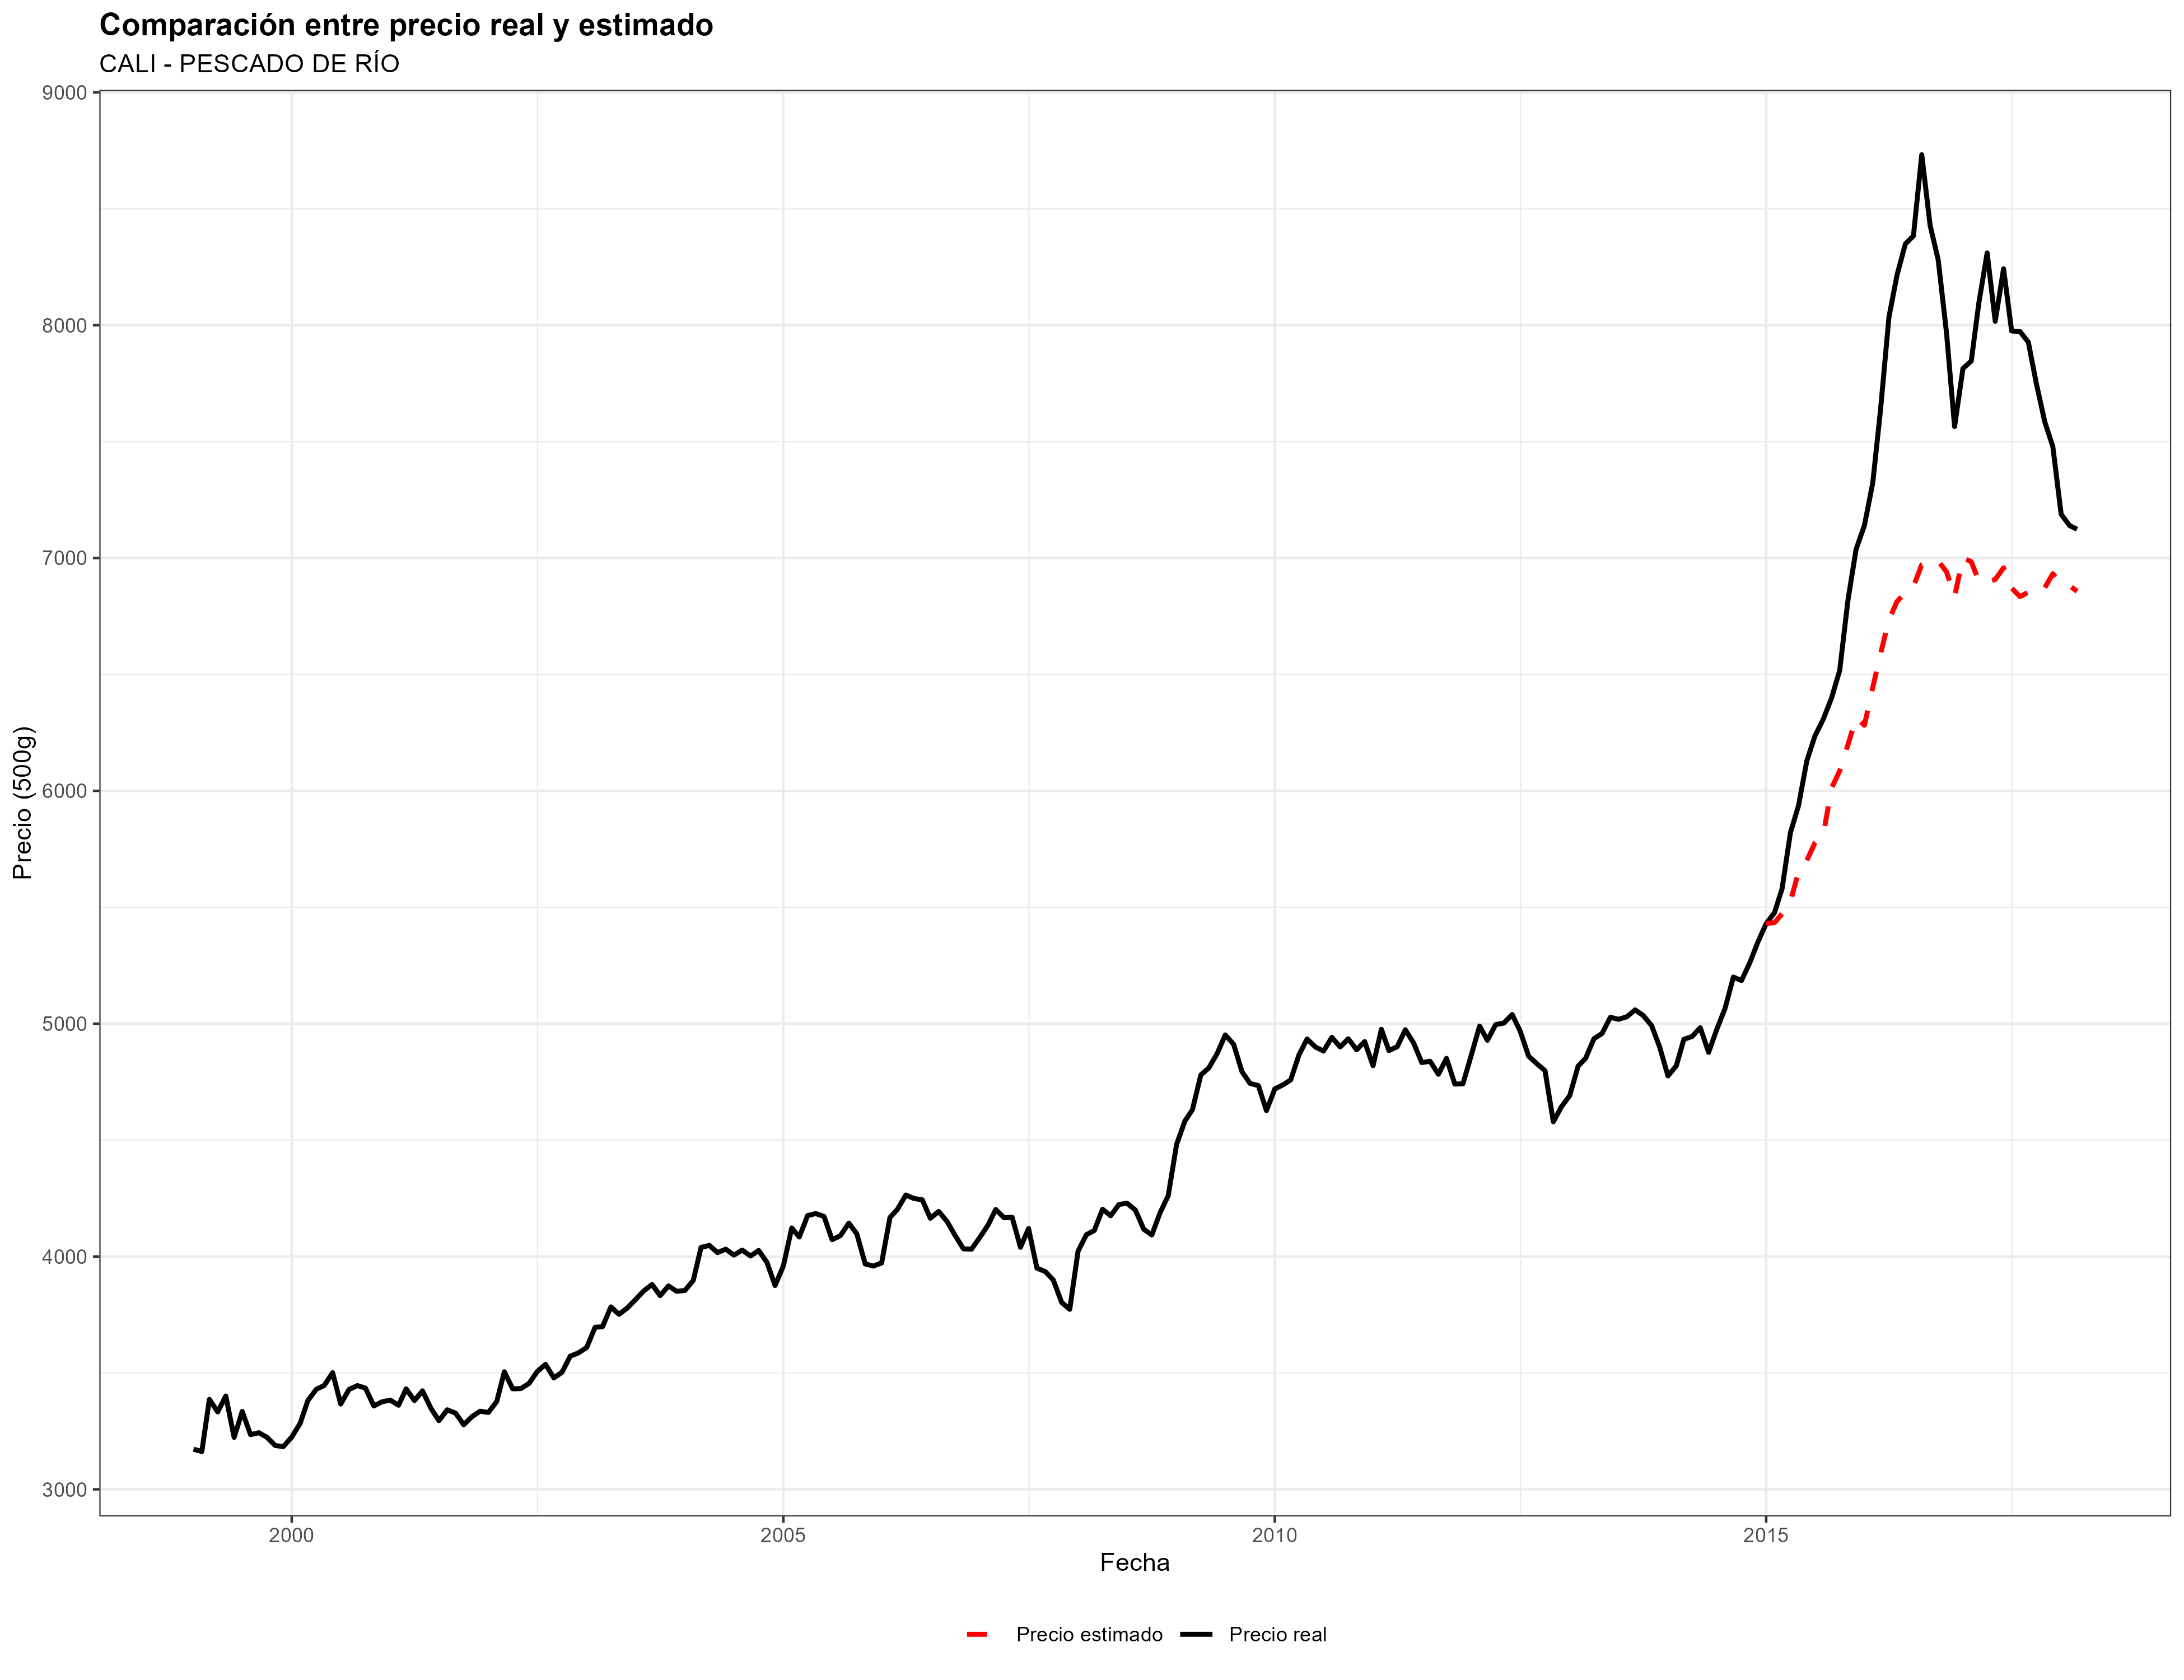 Comparación entre precio real y estimado
CALI - PESCADO DE RÍO
9000
8000
7000
6000
5000
4000
3000
Precio (500g)
2000
2005
2010
2015
Fecha
Precio estimado
Precio real